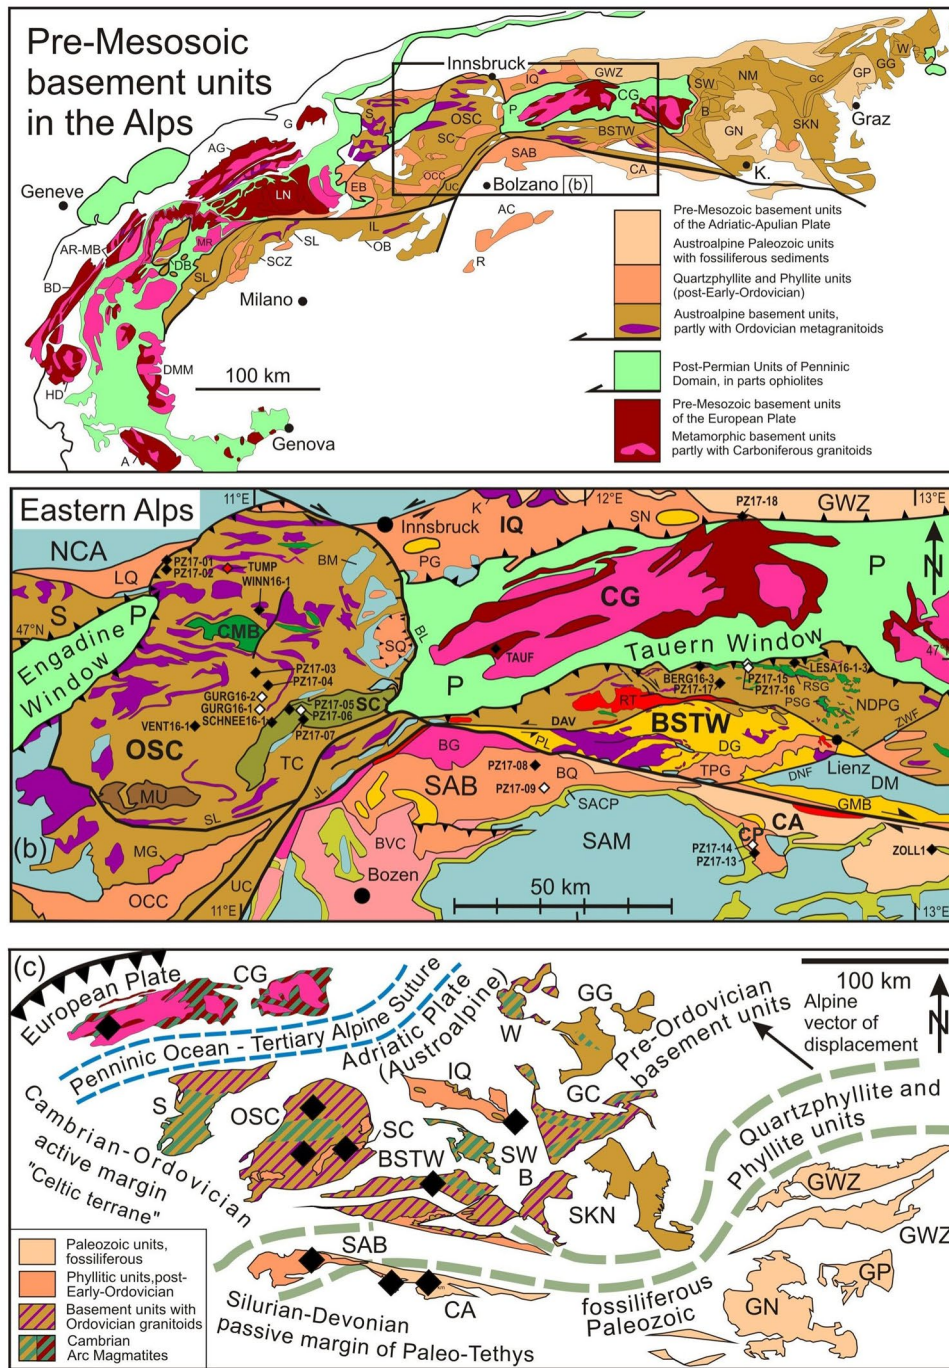 Pre-Mesosoic
basement units
in the Alps
Innsbruck
IQ
GWZ
SW
NM
GC
GP
GG
W
Graz
P
CG
B
GN
SKN
K.
S
OSC
SC
OCC
UC
BSTW
SAB
CA
Bolzano (b)
G
AG
Geneve
LN
EB
AR-MB
MR
BD
DB
SL
SCZ
SL
IL
OB
AC
R
Milano
HD
DMM
100 km
A
Genova
Pre-Mezozoic basement units
of the Adriatic-Apulian Plate
Austroalpine Paleozoic units
with fossiliferous sediments
Quartzphyllite and Phyllite units
(post-Early-Ordovician)
Austroalpine basement units,
partly with Ordovician metagranitoids
Post-Permian Units of Penninic
Domain, in parts ophiolites
Pre-Mesozoic basement units
of the European Plate
Metamorphic basement units
partly with Carboniferous granitoids
Eastern Alps
11°E
12°E
13°E
NCA
Innsbruck
K
IQ
SN
PZ17-18
GWZ
N
LQ
PZ17-01
PZ17-02
TUMP
WINN16-1
BM
PG
S
47°N
P
CMB
SQ
BL
CG
P
47°
Engadine
Window
TAUF
Tauern Window
PZ17-03
PZ17-04
GURG16-2
GURG16-1
SCHNEE16-1
VENT16-1
PZ17-05
PZ17-06
PZ17-07
SC
P
BERG16-3
PZ17-17
PZ17-15
PZ17-16
LESA16-1-3
RSG
PSG
NDPG
RT
DAV
BSTW
ZWF
OSC
TC
MU
SL
JL
BG
PL
DG
TPG
DNF
Lienz
DM
GMB
SAB
PZ17-08
BQ
PZ17-09
SACP
CA
CP
PZ17-14
PZ17-13
ZOLL1
(b)
MG
OCC
UC
11°E
BVC
Bozen
SAM
50 km
13°E
(c)
European Plate
CG
Penninic Ocean - Tertiary Alpine Suture
Adriatic Plate
(Austroalpine)
W
GG
Pre-Ordovician
basement units
100 km
Alpine
vector of
displacement
N
Cambrian-Ordovician
active margin
"Celtic terrane"
S
OSC
SC
IQ
GC
SW
B
BSTW
SKN
Quartzphyllite and
Phyllite units
GWZ
GWZ
SAB
CA
Silurian-Devonian
passive margin of Paleo-Tethys
fossiliferous
Paleozoic
GN
GP
Paleozoic units,
fossiliferous
Phyllitic units,post-
Early-Ordovician
Basement units with
Ordovician granitoids
Cambrian
Arc Magmatites